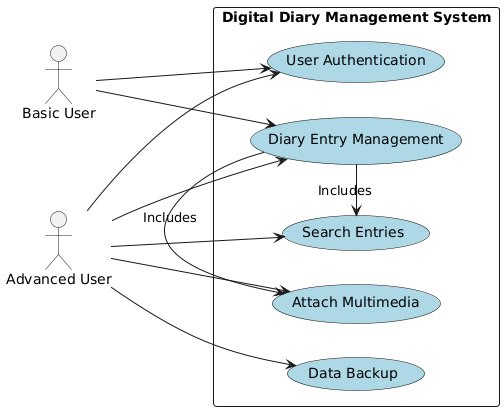 Digital Diary Management System
User Authentication
Basic User
Diary Entry Management
Includes
Includes
Search Entries
Advanced User
Attach Multimedia
Data Backup